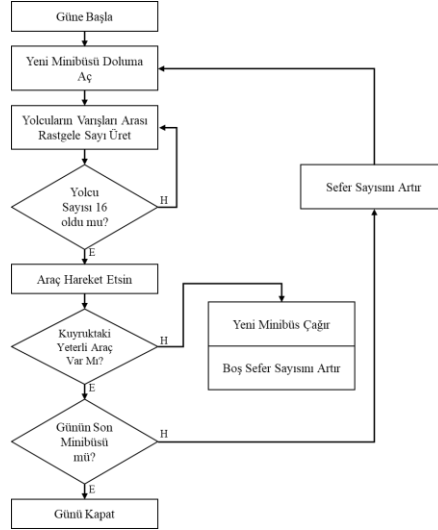 Güne Başla
Yeni Minibüsü Doluma
Aç
Yolcuların Varışları Arası
Rastgele Sayı Üret
Yolcu
Sayısı 16
oldu mu?
H
E
Sefer Sayısını Artır
Araç Hareket Etsin
Kuyruktaki
Yeterli Araç
Var Mı?
H
E
Yeni Minibüs Çağır
Boş Sefer Sayısını Artır
Günün Son
Minibüsü
mü?
H
E
Günü Kapat